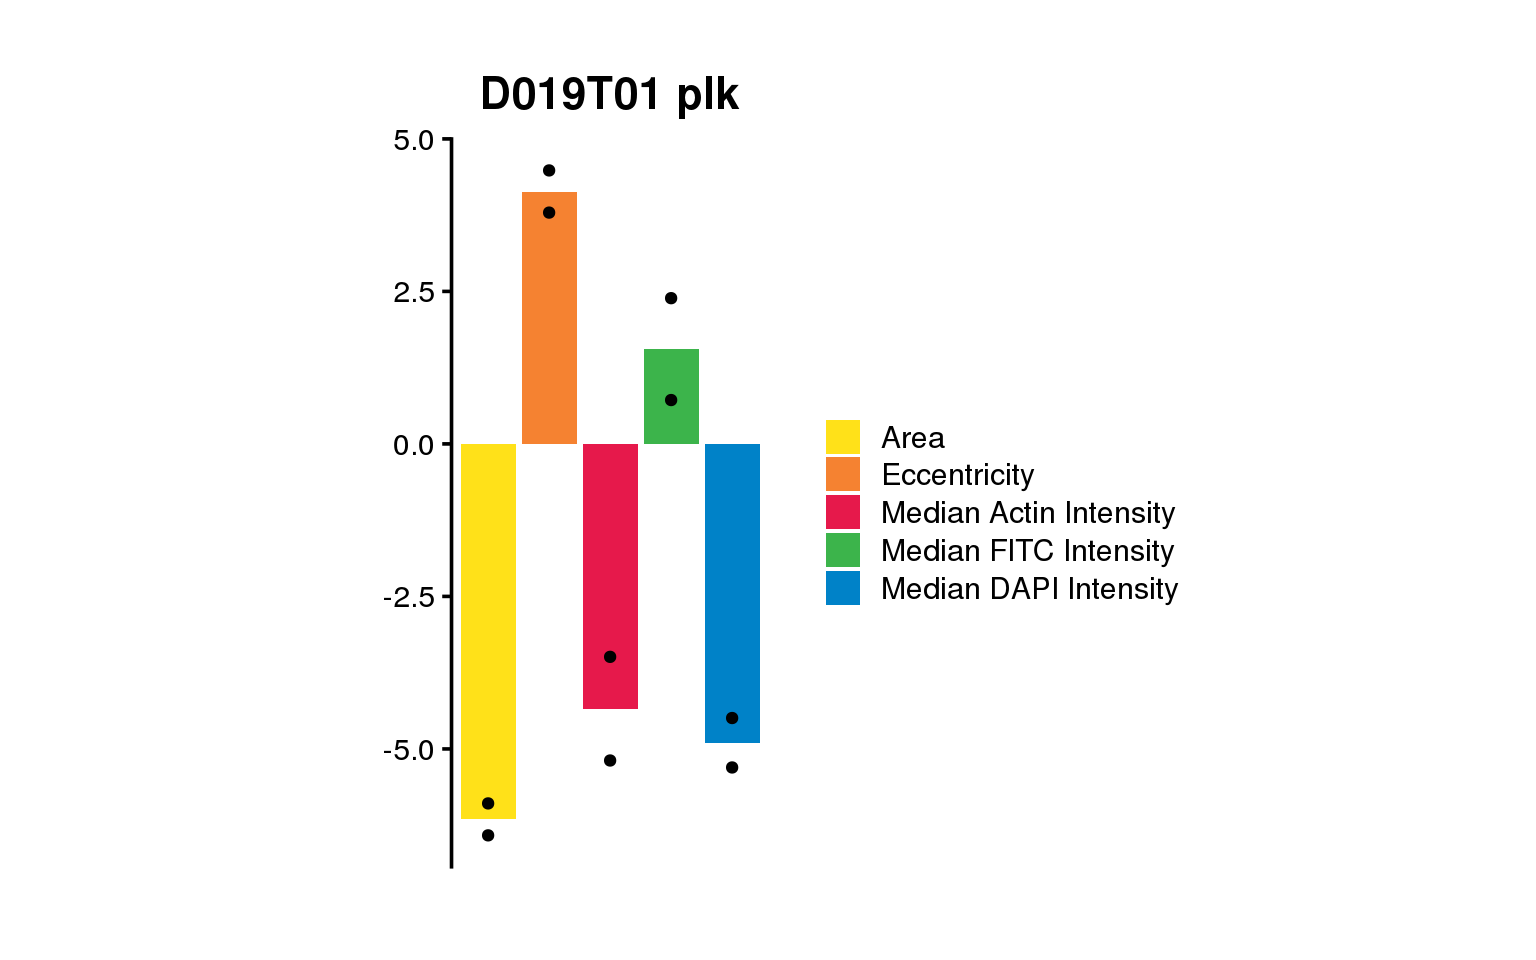 D019T01 plk
5.0
2.5
0.0
-2.5
-5.0
Area
Eccentricity
Median Actin Intensity
Median FITC Intensity
Median DAPI Intensity